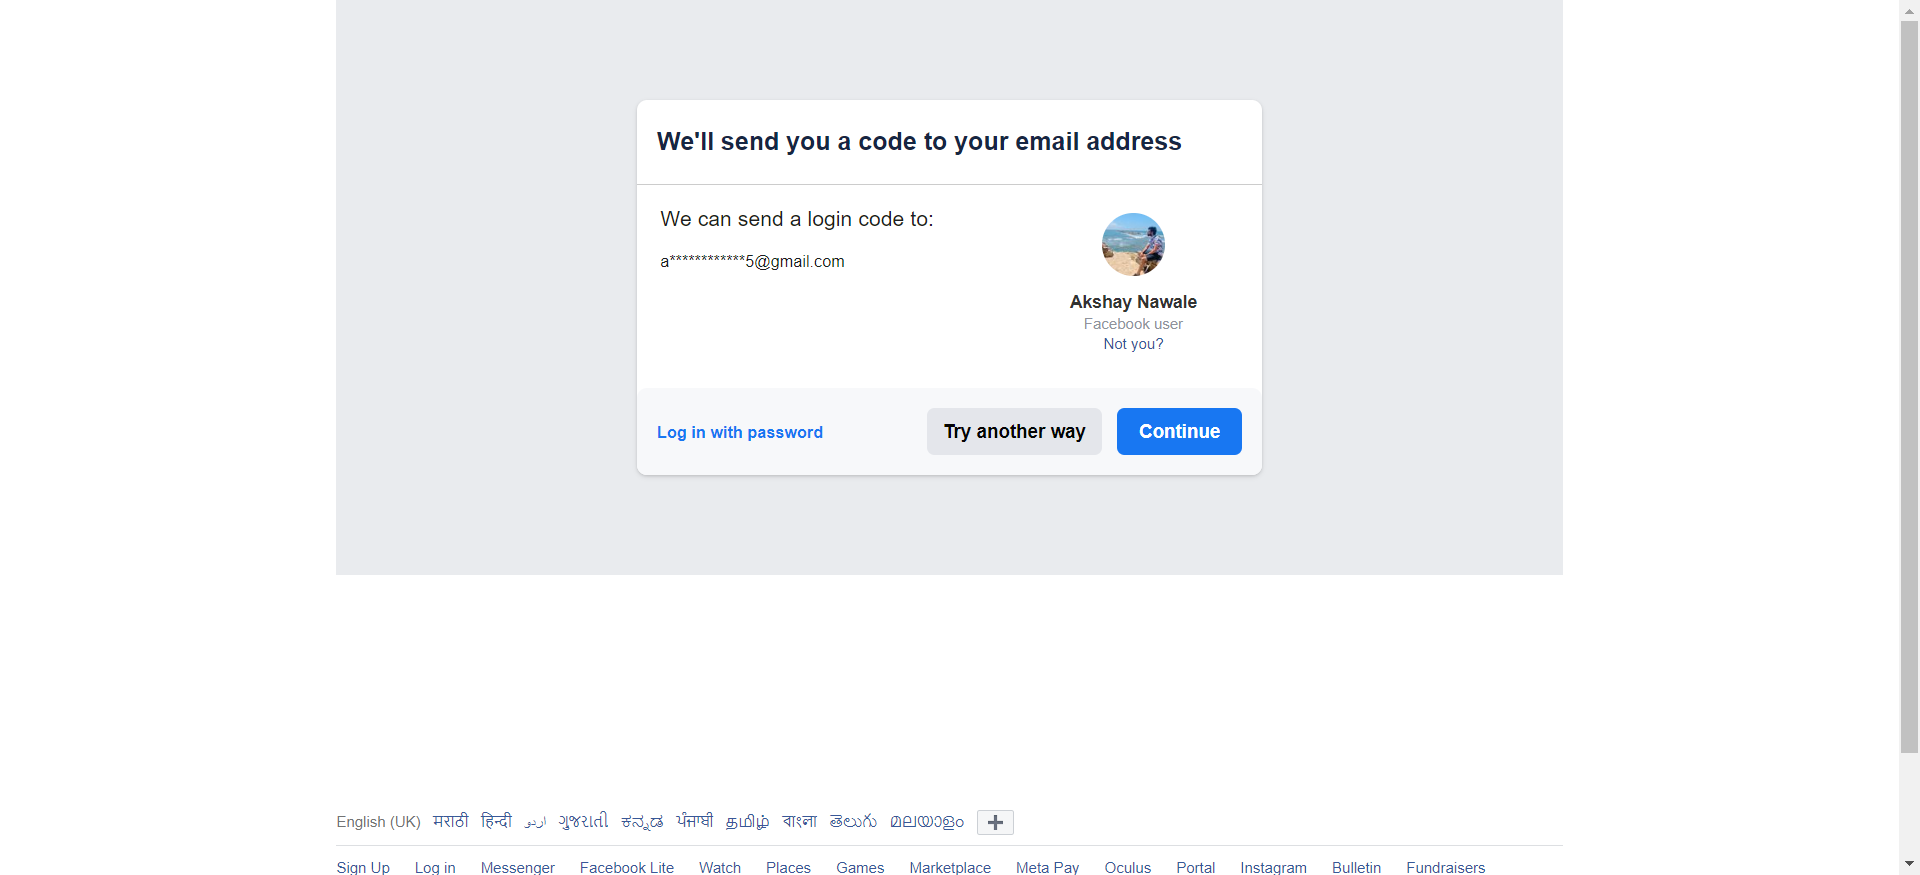 We'll send you a code to your email address
We can send a login code to:
a************5@gmail.com
Akshay Nawale
Facebook user
Not you?
Log in with password
Try another way
Continue
English (UK) मराठी हिन्दी اردو ગુજરાતી ಕನ್ನಡ ਪੰਜਾਬੀ தமிழ் বাংলা తెలుగు മലയാളം
Sign Up Log in Messenger Facebook Lite Watch Places Games Marketplace Meta Pay Oculus Portal Instagram Bulletin Fundraisers